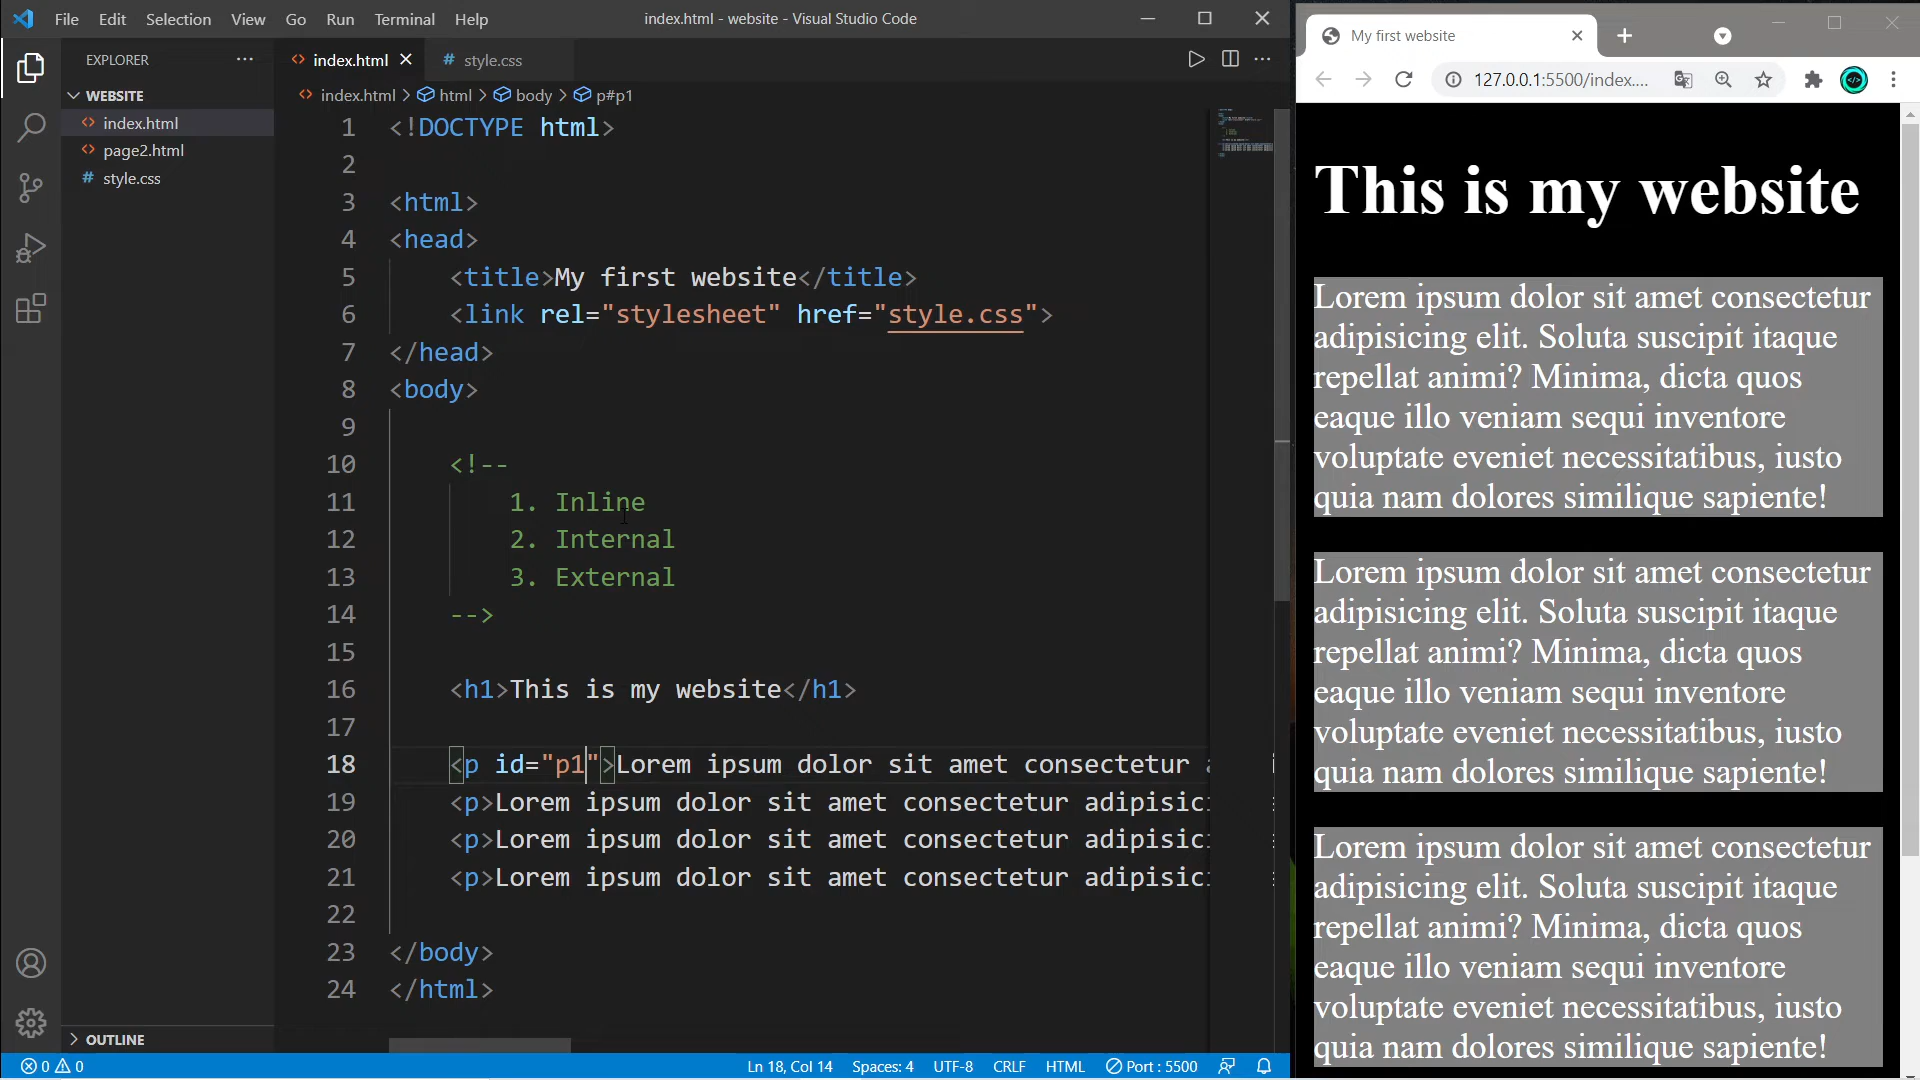 File Edit Selection View Go Run Terminal Help
index.html - website - Visual Studio Code
EXPLORER
WEBSITE
index.html
page2.html
style.css
OUTLINE
index.html
style.css
index.html > html > body > p#p1
1 <!DOCTYPE html>
2
3 <html>
4 <head>
5 <title>My first website</title>
6 <link rel="stylesheet" href="style.css">
7 </head>
8 <body>
9
10 <!--
11 1. Inline
12 2. Internal
13 3. External
14 -->
15
16 <h1>This is my website</h1>
17
18 <p id="p1">Lorem ipsum dolor sit amet consectetur
19 <p>Lorem ipsum dolor sit amet consectetur adipisici
20 <p>Lorem ipsum dolor sit amet consectetur adipisici
21 <p>Lorem ipsum dolor sit amet consectetur adipisici
22
23 </body>
24 </html>
0 0
Ln 18, Col 14 Spaces: 4 UTF-8 CRLF HTML Port : 5500
My first website
127.0.0.1:5500/index....
This is my website
Lorem ipsum dolor sit amet consectetur
adipisicing elit. Soluta suscipit itaque
repellat animi? Minima, dicta quos
eaque illo veniam sequi inventore
voluptate eveniet necessitatibus, iusto
quia nam dolores similique sapiente!
Lorem ipsum dolor sit amet consectetur
adipisicing elit. Soluta suscipit itaque
repellat animi? Minima, dicta quos
eaque illo veniam sequi inventore
voluptate eveniet necessitatibus, iusto
quia nam dolores similique sapiente!
Lorem ipsum dolor sit amet consectetur
adipisicing elit. Soluta suscipit itaque
repellat animi? Minima, dicta quos
eaque illo veniam sequi inventore
voluptate eveniet necessitatibus, iusto
quia nam dolores similique sapiente!